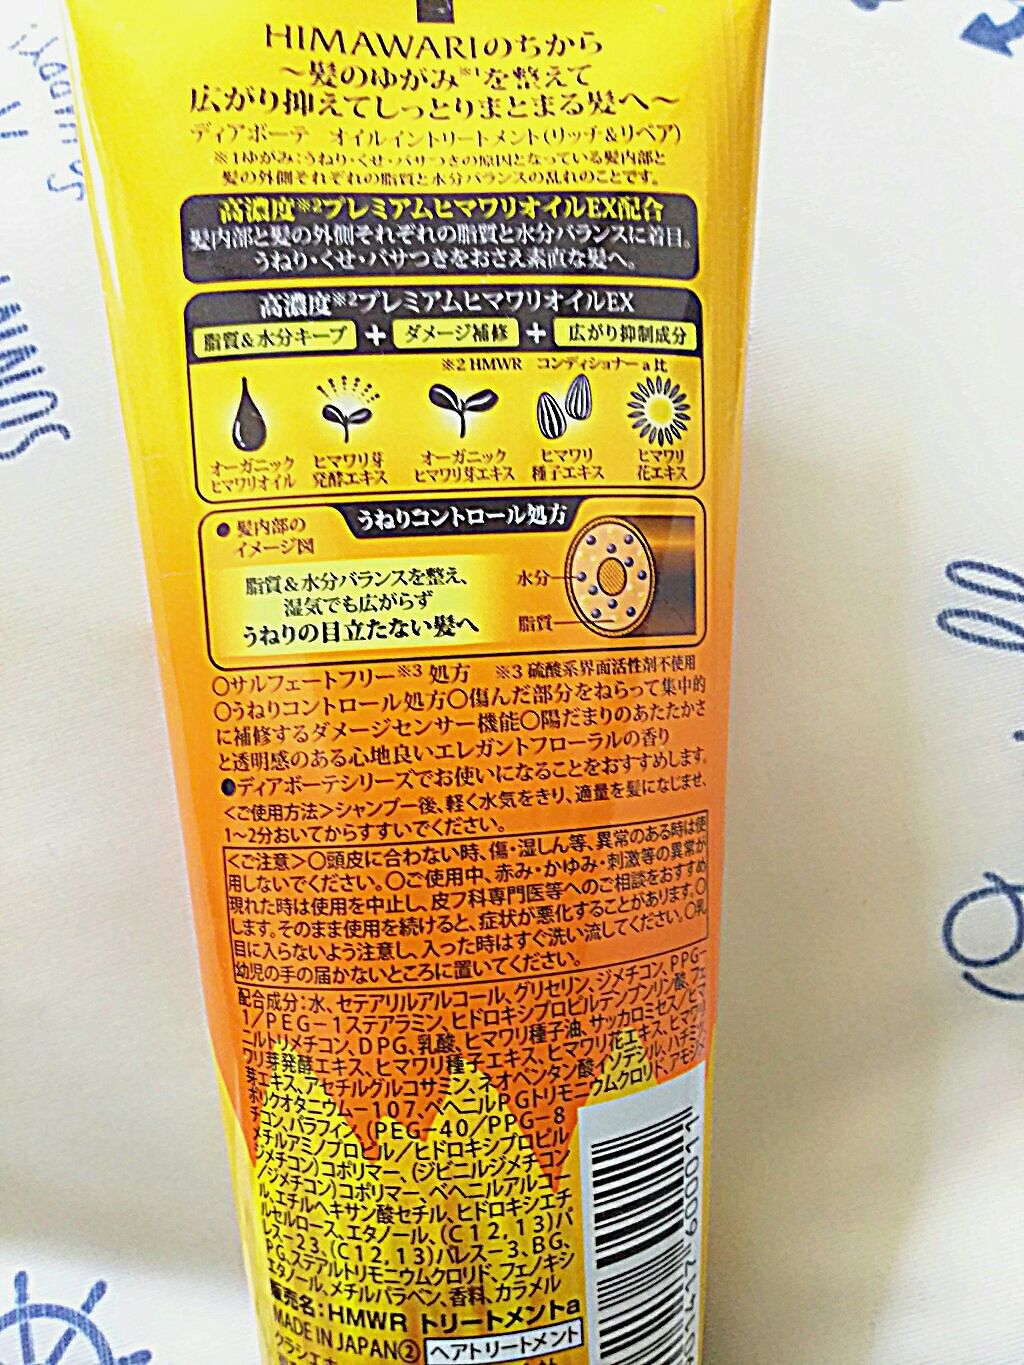 HIMAWARIのちから
～髪のゆがみ※1を整えて
広がり抑えてしっとりまとまる髪へ～
ディアボーテ オイルイントリートメント(リッチ&リペア)
※1ゆがみ:うねり・くせ・パサつきの原因となっている髪内部と
髪の外側それぞれの脂質と水分バランスの乱れのことです。
高濃度※2プレミアムヒマワリオイルEX配合
髪内部と髪の外側それぞれの脂質と水分バランスに着目。
うねり・くせ・パサつきをおさえ素直な髪へ。
高濃度※2プレミアムヒマワリオイルEX
脂質&水分キープ + ダメージ補修 + 広がり抑制成分
※2 HMWR コンディショナーa比
オーガニック
ヒマワリオイル
ヒマワリ芽
発酵エキス
オーガニック
ヒマワリ芽エキス
ヒマワリ
種子エキス
ヒマワリ
花エキス
うねりコントロール処方
●髪内部の
イメージ図
脂質&水分バランスを整え、
湿気でも広がらず
うねりの目立たない髪へ
水分
脂質
○サルフェートフリー※3処方 ※3 硫酸系界面活性剤不使用
○うねりコントロール処方○傷んだ部分をねらって集中的
に補修するダメージセンサー機能○陽だまりのあたたかさ
と透明感のある心地良いエレガントフローラルの香り
●ディアボーテシリーズでお使いになることをおすすめします。
<ご使用方法>シャンプー後、軽く水気をきり、適量を髪になじませ、
1～2分おいてからすすいでください。
<ご注意>○頭皮に合わない時、傷・湿しん等、異常のある時は使
用しないでください。○ご使用中、赤み・かゆみ・刺激等の異常が
現れた時は使用を中止し、皮フ科専門医等へのご相談をおすすめ
します。そのまま使用を続けると、症状が悪化することがあります。○
目に入らないよう注意し、入った時はすぐ洗い流してください。○乳
幼児の手の届かないところに置いてください。
配合成分:水、セテアリルアルコール、グリセリン、ジメチコン、PPG-
1/PEG-1ステアラミン、ヒドロキシプロピルデンプンリン酸、フェ
ニルトリメチコン、DPG、乳酸、ヒマワリ種子油、サッカロミセス/ヒマ
ワリ芽発酵エキス、ヒマワリ種子エキス、ヒマワリ花エキス、ヒマワリ
芽エキス、アセチルグルコサミン、ネオペンタン酸イソデシル、ハチミツ、
ポリクオタニウム-107、ベヘニルPGトリモニウムクロリド、アモジメ
チコン、パラフィン、(PEG-40/PPG-8
メチルアミノプロピル/ヒドロキシプロピル
ジメチコン)コポリマー、(ジビニルジメチコン
/ジメチコン)コポリマー、ベヘニルアルコー
ル、エチルヘキサン酸セチル、ヒドロキシエチ
ルセルロース、エタノール、(C12,13)パ
レス-23、(C12,13)パレス-3、BG、
PG、ステアルトリモニウムクロリド、フェノキシ
エタノール、メチルパラベン、香料、カラメル
販売名:HMWR トリートメントa
MADE IN JAPAN② ヘアトリートメント